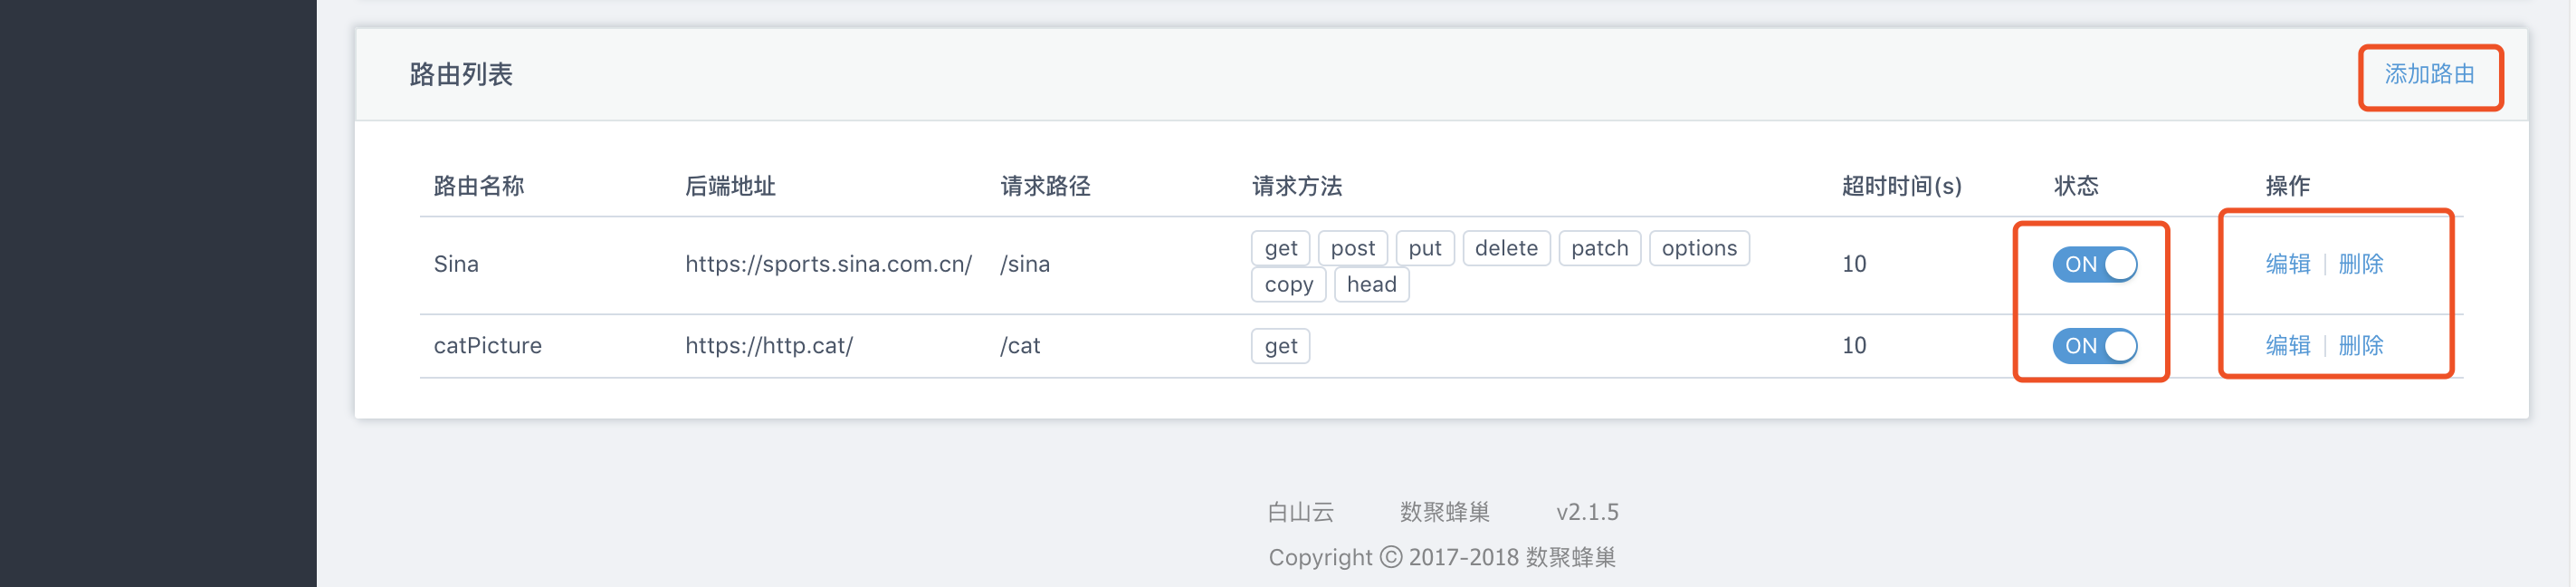 路由列表 添加路由
路由名称 后端地址 请求路径 请求方法 超时时间(s) 状态 操作
Sina https://sports.sina.com.cn/ /sina get post put delete patch options 10 ON 编辑 | 删除
copy head
catPicture https://http.cat/ /cat get 10 ON 编辑 | 删除
白山云 数聚蜂巢 v2.1.5
Copyright © 2017-2018 数聚蜂巢